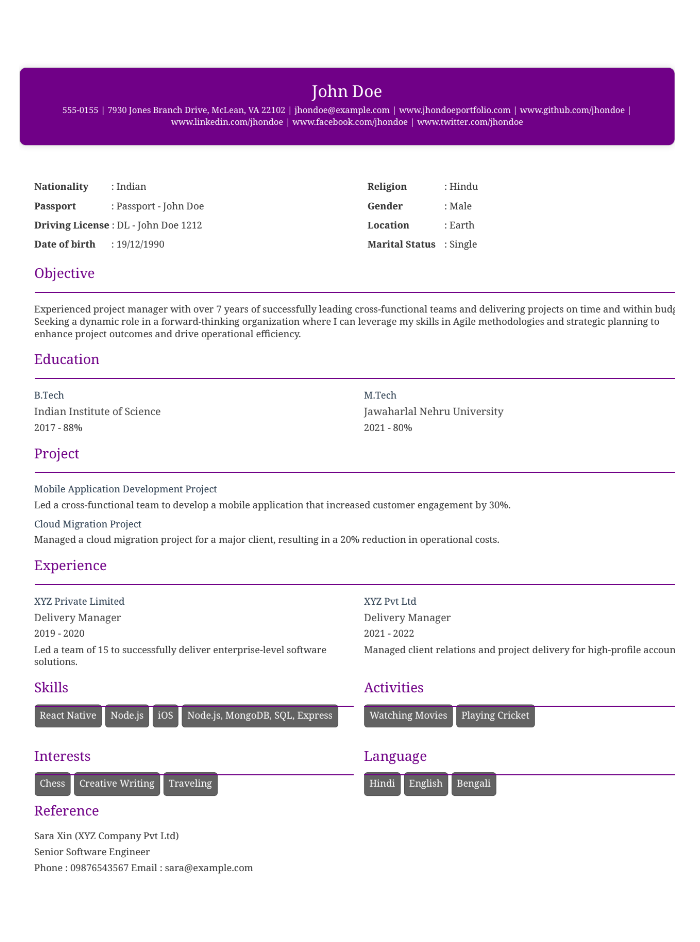 John Doe
555-0155 | 7930 Jones Branch Drive, McLean, VA 22102 | jhondoe@example.com | www.jhondoeportfolio.com | www.github.com/jhondoe |
www.linkedin.com/jhondoe | www.facebook.com/jhondoe | www.twitter.com/jhondoe
Nationality : Indian
Passport : Passport - John Doe
Driving License : DL - John Doe 1212
Date of birth : 19/12/1990
Religion : Hindu
Gender : Male
Location : Earth
Marital Status : Single
Objective
Experienced project manager with over 7 years of successfully leading cross-functional teams and delivering projects on time and within
Seeking a dynamic role in a forward-thinking organization where I can leverage my skills in Agile methodologies and strategic planning to
enhance project outcomes and drive operational efficiency.
Education
B.Tech
Indian Institute of Science
2017 - 88%
M.Tech
Jawaharlal Nehru University
2021 - 80%
Project
Mobile Application Development Project
Led a cross-functional team to develop a mobile application that increased customer engagement by 30%.
Cloud Migration Project
Managed a cloud migration project for a major client, resulting in a 20% reduction in operational costs.
Experience
XYZ Private Limited
Delivery Manager
2019 - 2020
Led a team of 15 to successfully deliver enterprise-level software
solutions.
XYZ Pvt Ltd
Delivery Manager
2021 - 2022
Managed client relations and project delivery for high-profile
Skills
React Native Node.js iOS Node.js, MongoDB, SQL, Express
Activities
Watching Movies Playing Cricket
Interests
Chess Creative Writing Traveling
Language
Hindi English Bengali
Reference
Sara Xin (XYZ Company Pvt Ltd)
Senior Software Engineer
Phone : 09876543567 Email : sara@example.com